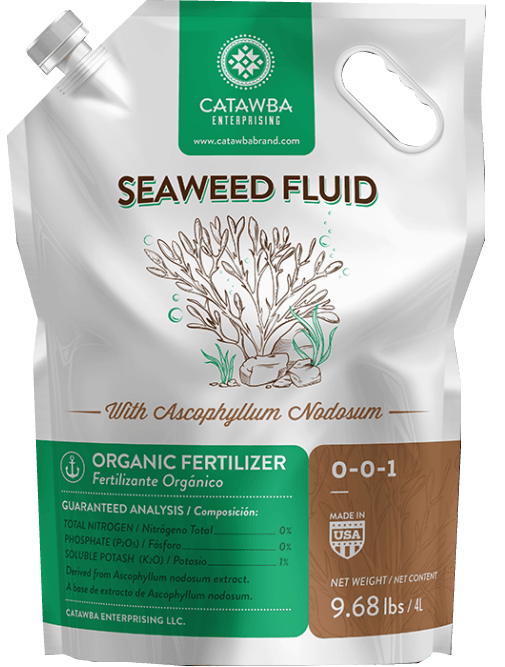 CATAWBA
ENTERPRISING
www.catawbabrand.com
SEAWEED FLUID
With Ascophyllum Nodosum
ORGANIC FERTILIZER
Fertilizante Orgánico
GUARANTEED ANALYSIS / Composición:
TOTAL NITROGEN / Nitrógeno Total 0%
PHOSPHATE (P₂O₅) / Fósforo 0%
SOLUBLE POTASH (K₂O) / Potasio 1%
Derived from Ascophyllum nodosum extract.
A base de extracto de Ascophyllum nodosum.
CATAWBA ENTERPRISING LLC.
0-0-1
MADE IN
USA
NET WEIGHT / NET CONTENT
9.68 lbs / 4L